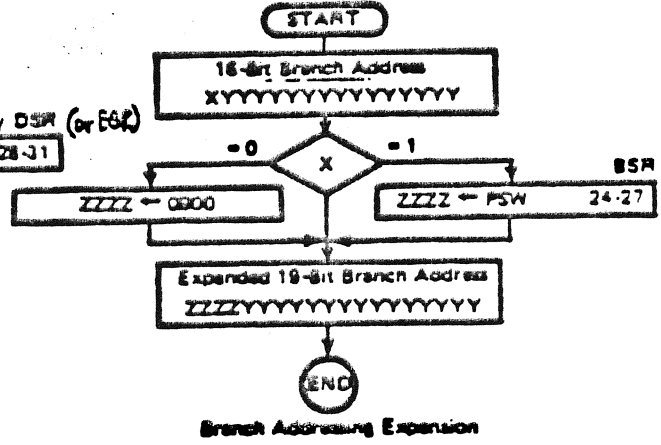 START
16-Bit Branch Address
XYYYYYYYYYYYYYYY
DSR (or ESR)
28-31
= 0
X
= 1
BSR
ZZZZ ← 0000
ZZZZ ← PSW 24-27
Expanded 19-Bit Branch Address
ZZZZYYYYYYYYYYYYYYY
END
Branch Addressing Expansion